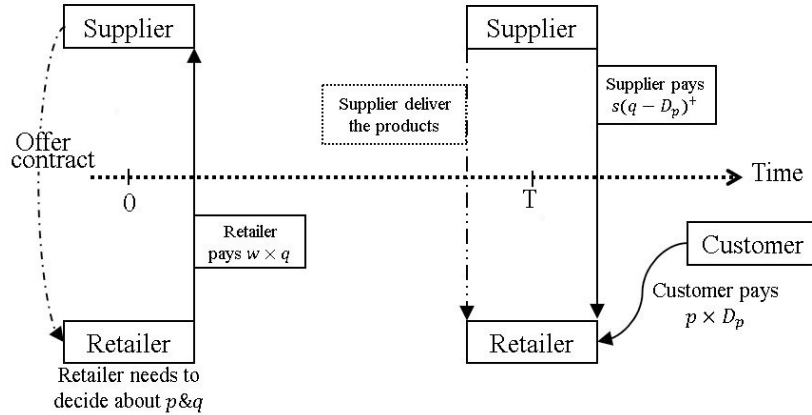 Supplier
Supplier
Supplier deliver
the products
Supplier pays
s(q − D_p)^+
Offer
contract
0
T
Time
Retailer
pays w × q
Customer
Customer pays
p × D_p
Retailer
Retailer
Retailer needs to
decide about p&q